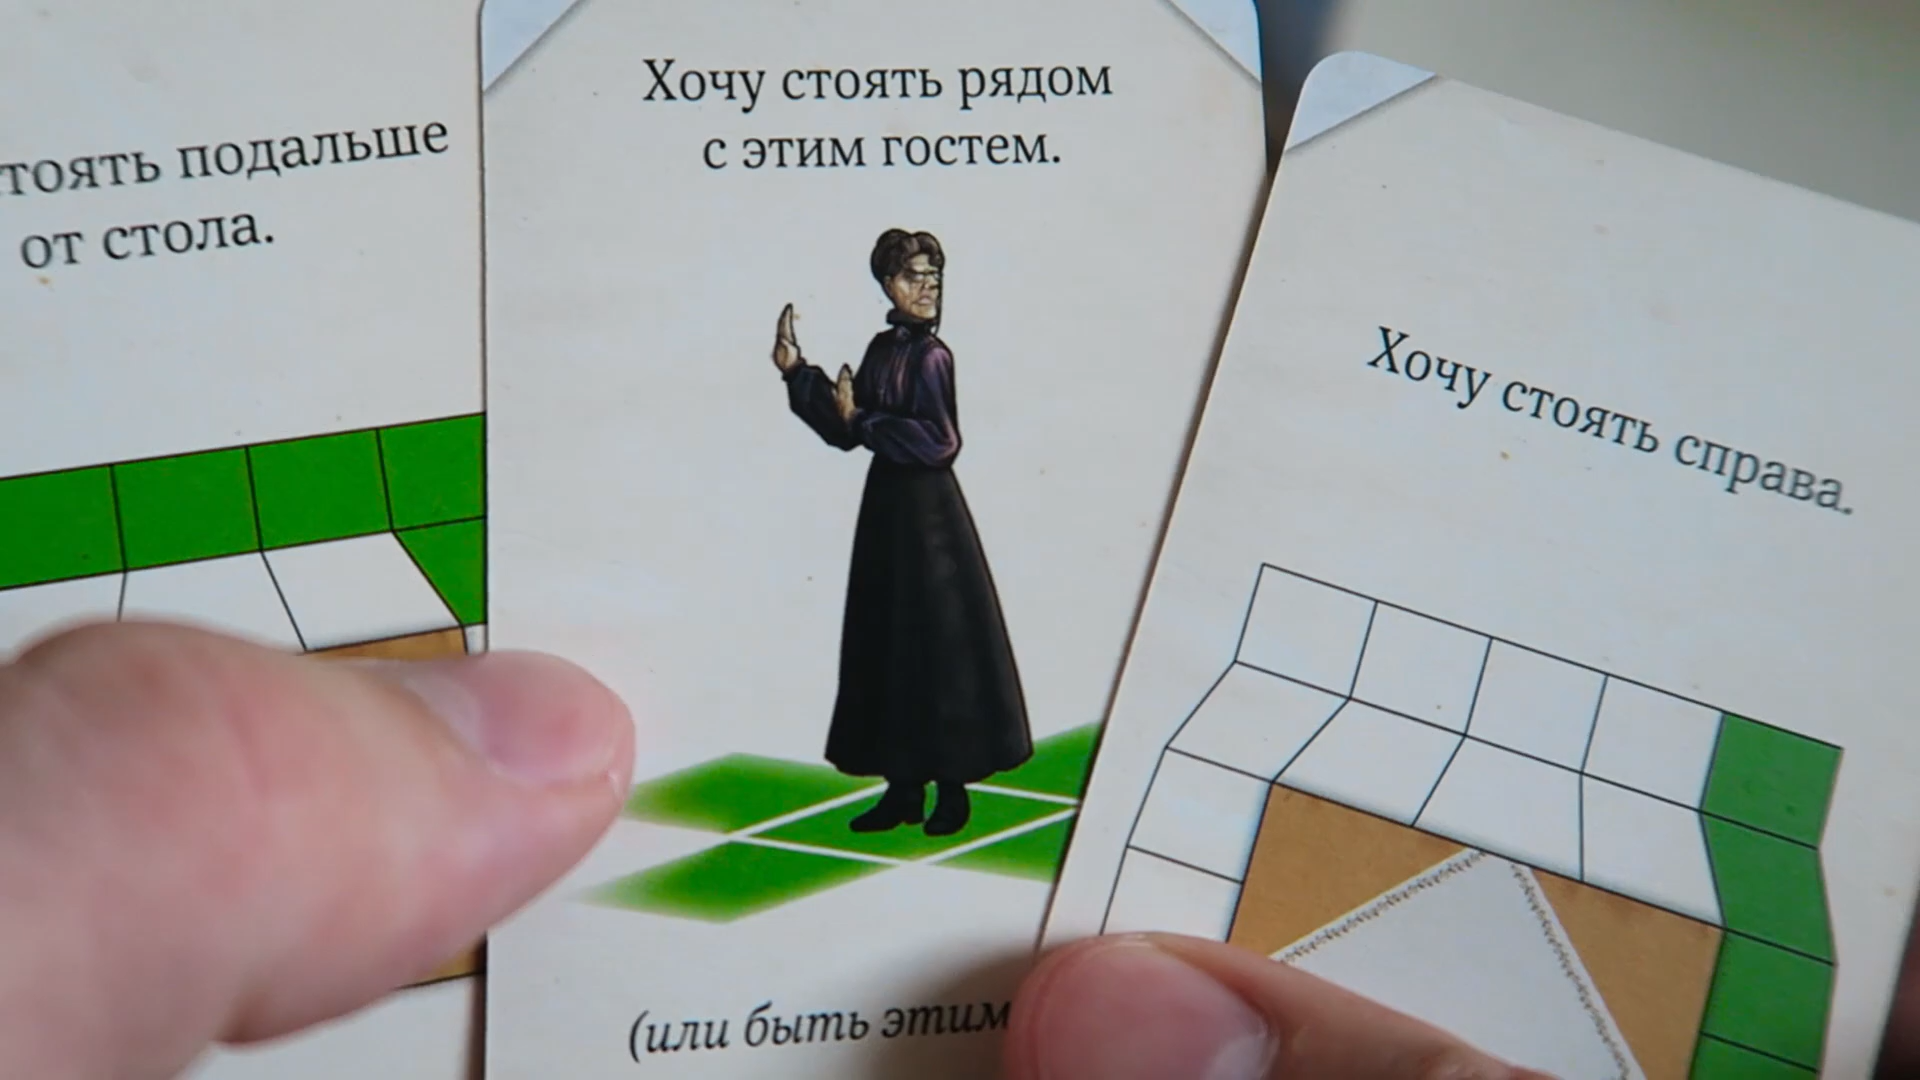 тоять подальше
от стола.
Хочу стоять рядом
с этим гостем.
(или быть этим
Хочу стоять справа.